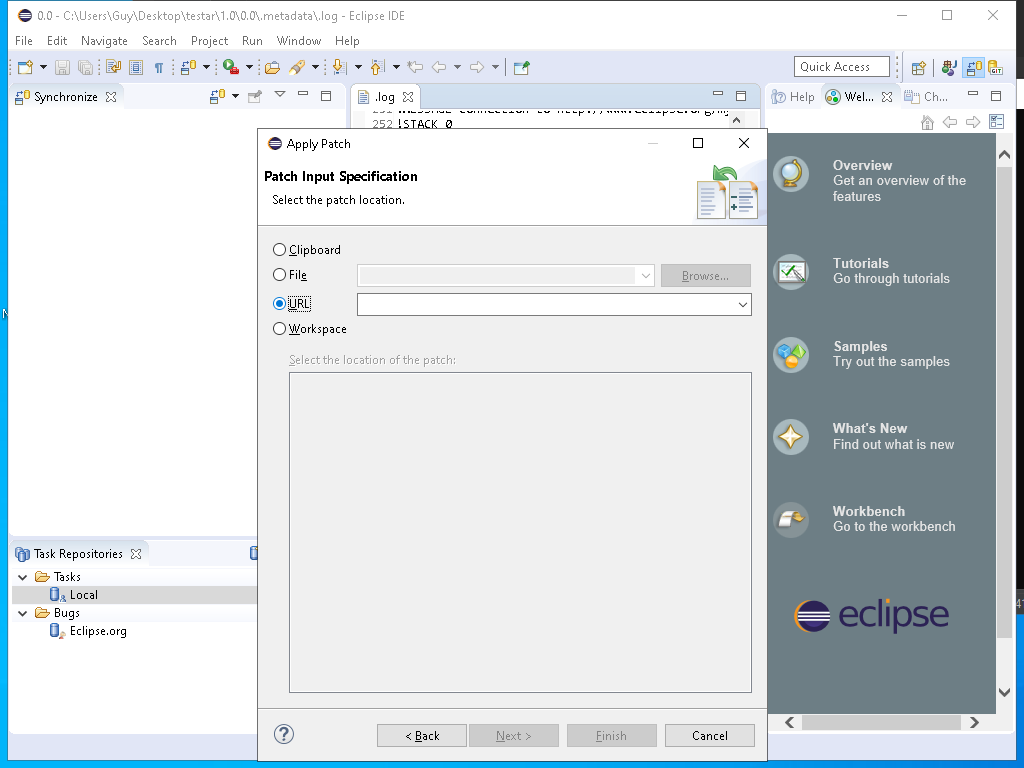 0.0 - C:\Users\Guy\Desktop\testar\1.0\0.0\.metadata\.log - Eclipse IDE
File Edit Navigate Search Project Run Window Help
Quick Access
GIT
Synchronize
.log
Help
Wel...
Ch...
252 !STACK 0
Apply Patch
Patch Input Specification
Select the patch location.
Clipboard
File
Browse...
URL
Workspace
Select the location of the patch:
< Back
Next >
Finish
Cancel
Overview
Get an overview of the
features
Tutorials
Go through tutorials
Samples
Try out the samples
What's New
Find out what is new
Workbench
Go to the workbench
eclipse
Task Repositories
Tasks
Local
Bugs
Eclipse.org